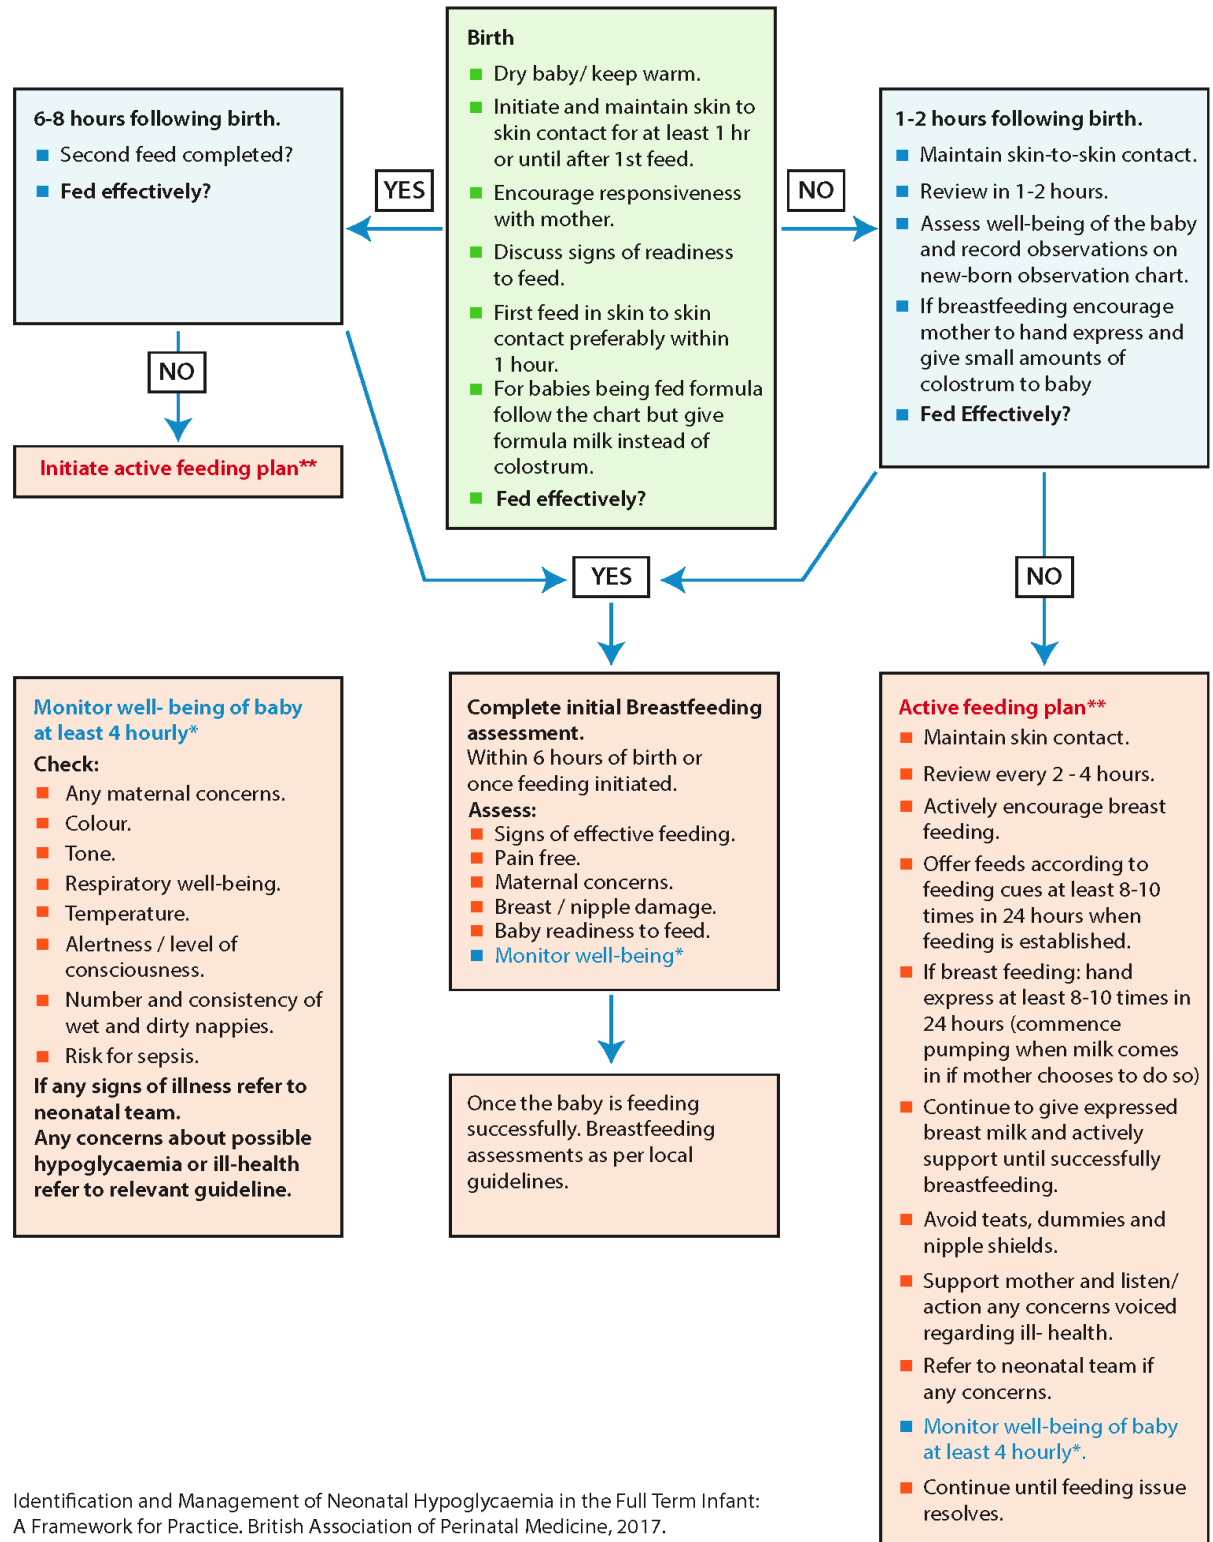 Birth
Dry baby/ keep warm.
Initiate and maintain skin to
skin contact for at least 1 hr
or until after 1st feed.
Encourage responsiveness
with mother.
Discuss signs of readiness
to feed.
First feed in skin to skin
contact preferably within
1 hour.
For babies being fed formula
follow the chart but give
formula milk instead of
colostrum.
Fed effectively?
YES
NO
6-8 hours following birth.
Second feed completed?
Fed effectively?
NO
Initiate active feeding plan**
1-2 hours following birth.
Maintain skin-to-skin contact.
Review in 1-2 hours.
Assess well-being of the baby
and record observations on
new-born observation chart.
If breastfeeding encourage
mother to hand express and
give small amounts of
colostrum to baby
Fed Effectively?
YES
NO
Monitor well- being of baby
at least 4 hourly*
Check:
Any maternal concerns.
Colour.
Tone.
Respiratory well-being.
Temperature.
Alertness / level of
consciousness.
Number and consistency of
wet and dirty nappies.
Risk for sepsis.
If any signs of illness refer to
neonatal team.
Any concerns about possible
hypoglycaemia or ill-health
refer to relevant guideline.
Complete initial Breastfeeding
assessment.
Within 6 hours of birth or
once feeding initiated.
Assess:
Signs of effective feeding.
Pain free.
Maternal concerns.
Breast / nipple damage.
Baby readiness to feed.
Monitor well-being*
Once the baby is feeding
successfully. Breastfeeding
assessments as per local
guidelines.
Active feeding plan**
Maintain skin contact.
Review every 2 - 4 hours.
Actively encourage breast
feeding.
Offer feeds according to
feeding cues at least 8-10
times in 24 hours when
feeding is established.
If breast feeding: hand
express at least 8-10 times in
24 hours (commence
pumping when milk comes
in if mother chooses to do so)
Continue to give expressed
breast milk and actively
support until successfully
breastfeeding.
Avoid teats, dummies and
nipple shields.
Support mother and listen/
action any concerns voiced
regarding ill- health.
Refer to neonatal team if
any concerns.
Monitor well-being of baby
at least 4 hourly*.
Continue until feeding issue
resolves.
Identification and Management of Neonatal Hypoglycaemia in the Full Term Infant:
A Framework for Practice. British Association of Perinatal Medicine, 2017.